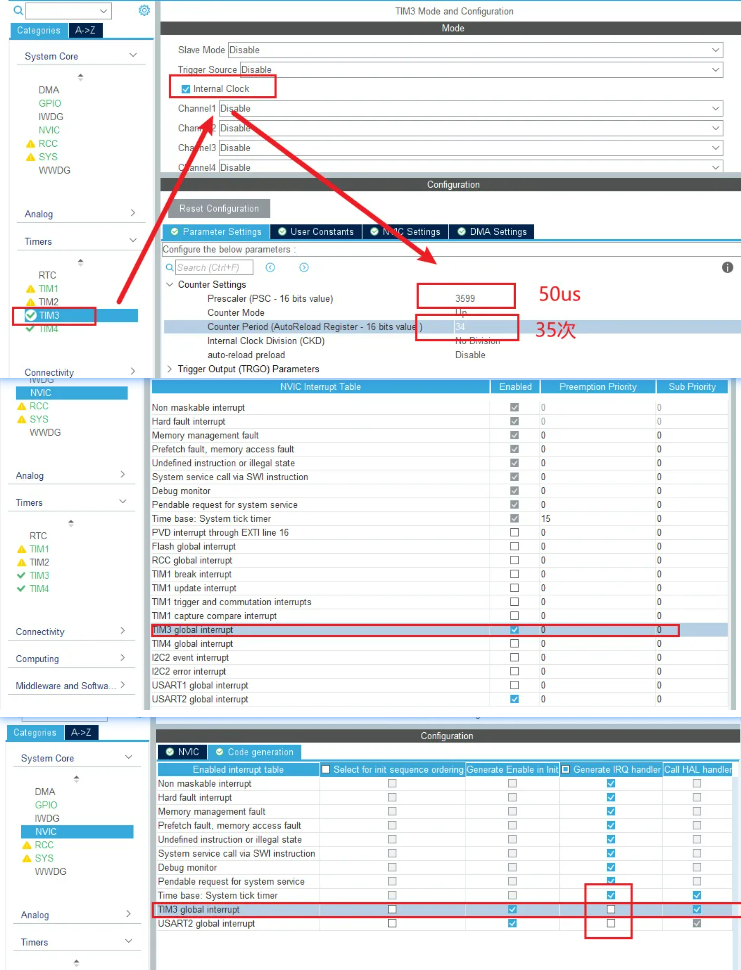 TIM3 Mode and Configuration
Categories
A->Z
Mode
System Core
Slave Mode Disable
Trigger Source Disable
Internal Clock
Channel1 Disable
Channel2 Disable
Channel3 Disable
Channel4 Disable
DMA
GPIO
IWDG
NVIC
RCC
SYS
WWDG
Configuration
Reset Configuration
Analog
Parameter Settings
User Constants
NVIC Settings
DMA Settings
Timers
Configure the below parameters :
Search (Ctrl+F)
RTC
TIM1
TIM2
TIM3
TIM4
Counter Settings
Prescaler (PSC - 16 bits value) 3699
50us
Counter Mode Up
Counter Period (AutoReload Register - 16 bits value ) 34
35次
Internal Clock Division (CKD) No Division
auto-reload preload Disable
Trigger Output (TRGO) Parameters
Connectivity
IWDG
NVIC
RCC
SYS
WWDG
Analog
Timers
RTC
TIM1
TIM2
TIM3
TIM4
Connectivity
Computing
Middleware and Softwa...
NVIC Interrupt Table Enabled Preemption Priority Sub Priority
Non maskable interrupt 0 0
Hard fault interrupt 0 0
Memory management fault 0 0
Prefetch fault, memory access fault 0 0
Undefined instruction or illegal state 0 0
System service call via SWI instruction 0 0
Debug monitor 0 0
Pendable request for system service 0 0
Time base: System tick timer 15 0
PVD interrupt through EXTI line 16 0 0
Flash global interrupt 0 0
RCC global interrupt 0 0
TIM1 break interrupt 0 0
TIM1 update interrupt 0 0
TIM1 trigger and commutation interrupts 0 0
TIM1 capture compare interrupt 0 0
TIM3 global interrupt 0 0
TIM4 global interrupt 0 0
I2C2 event interrupt 0 0
I2C2 error interrupt 0 0
USART1 global interrupt 0 0
USART2 global interrupt 0 0
Categories
A->Z
System Core
DMA
GPIO
IWDG
NVIC
RCC
SYS
WWDG
Analog
Timers
Configuration
NVIC
Code generation
Enabled interrupt table Select for init sequence ordering Generate Enable in Init Generate IRQ handler Call HAL handler
Non maskable interrupt
Hard fault interrupt
Memory management fault
Prefetch fault, memory access fault
Undefined instruction or illegal state
System service call via SWI instruction
Debug monitor
Pendable request for system service
Time base: System tick timer
TIM3 global interrupt
USART2 global interrupt